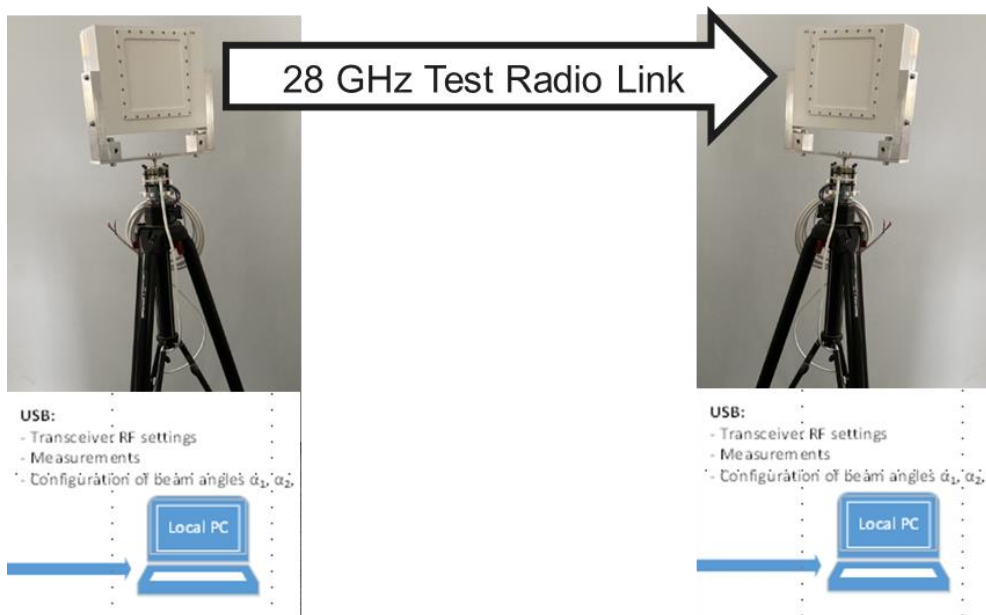 28 GHz Test Radio Link
USB:
- Transceiver RF settings
- Measurements
- Configuration of beam angles α₁, α₂,
Local PC
USB:
- Transceiver RF settings
- Measurements
- Configuration of beam angles α₁, α₂,
Local PC